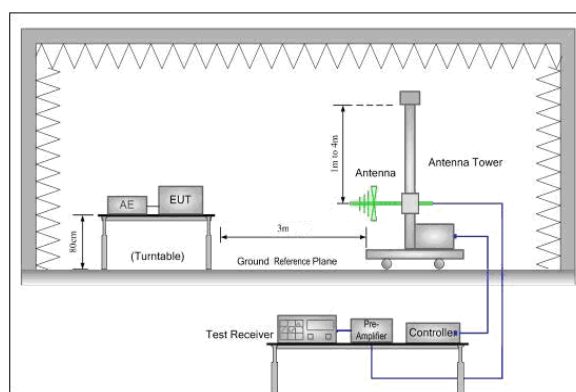 1m to 4m
Antenna
Antenna Tower
AE
EUT
80cm
(Turntable)
3m
Ground Reference Plane
Test Receiver
Pre-
Amplifier
Controller